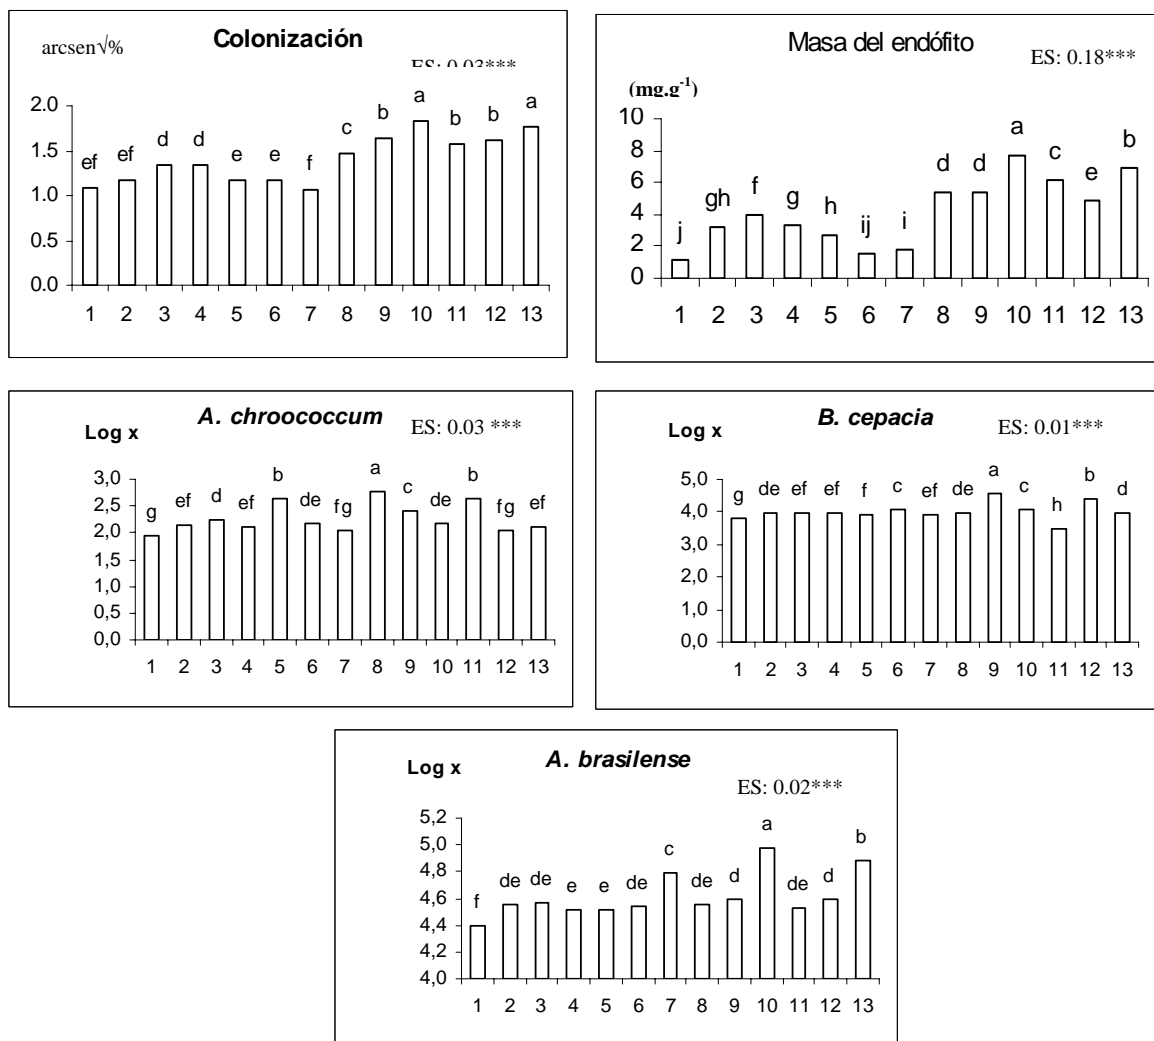 Colonización
arcsen√%
ES: 0.03***
2.0
1.5
1.0
0.5
0.0
ef ef d d e e f c b a b b a
1 2 3 4 5 6 7 8 9 10 11 12 13
Masa del endófito
ES: 0.18***
(mg.g-1)
10
8
6
4
2
0
j gh f g h ij i d d a c e b
1 2 3 4 5 6 7 8 9 10 11 12 13
A. chroococcum
Log x
ES: 0.03 ***
3,0
2,5
2,0
1,5
1,0
0,5
0,0
g ef d ef b de fg a c de b fg ef
1 2 3 4 5 6 7 8 9 10 11 12 13
B. cepacia
Log x
ES: 0.01***
5,0
4,0
3,0
2,0
1,0
0,0
g de ef ef f c ef de a c h b d
1 2 3 4 5 6 7 8 9 10 11 12 13
A. brasilense
Log x
ES: 0.02***
5,2
5,0
4,8
4,6
4,4
4,2
4,0
f de de e e de c de d a de d b
1 2 3 4 5 6 7 8 9 10 11 12 13